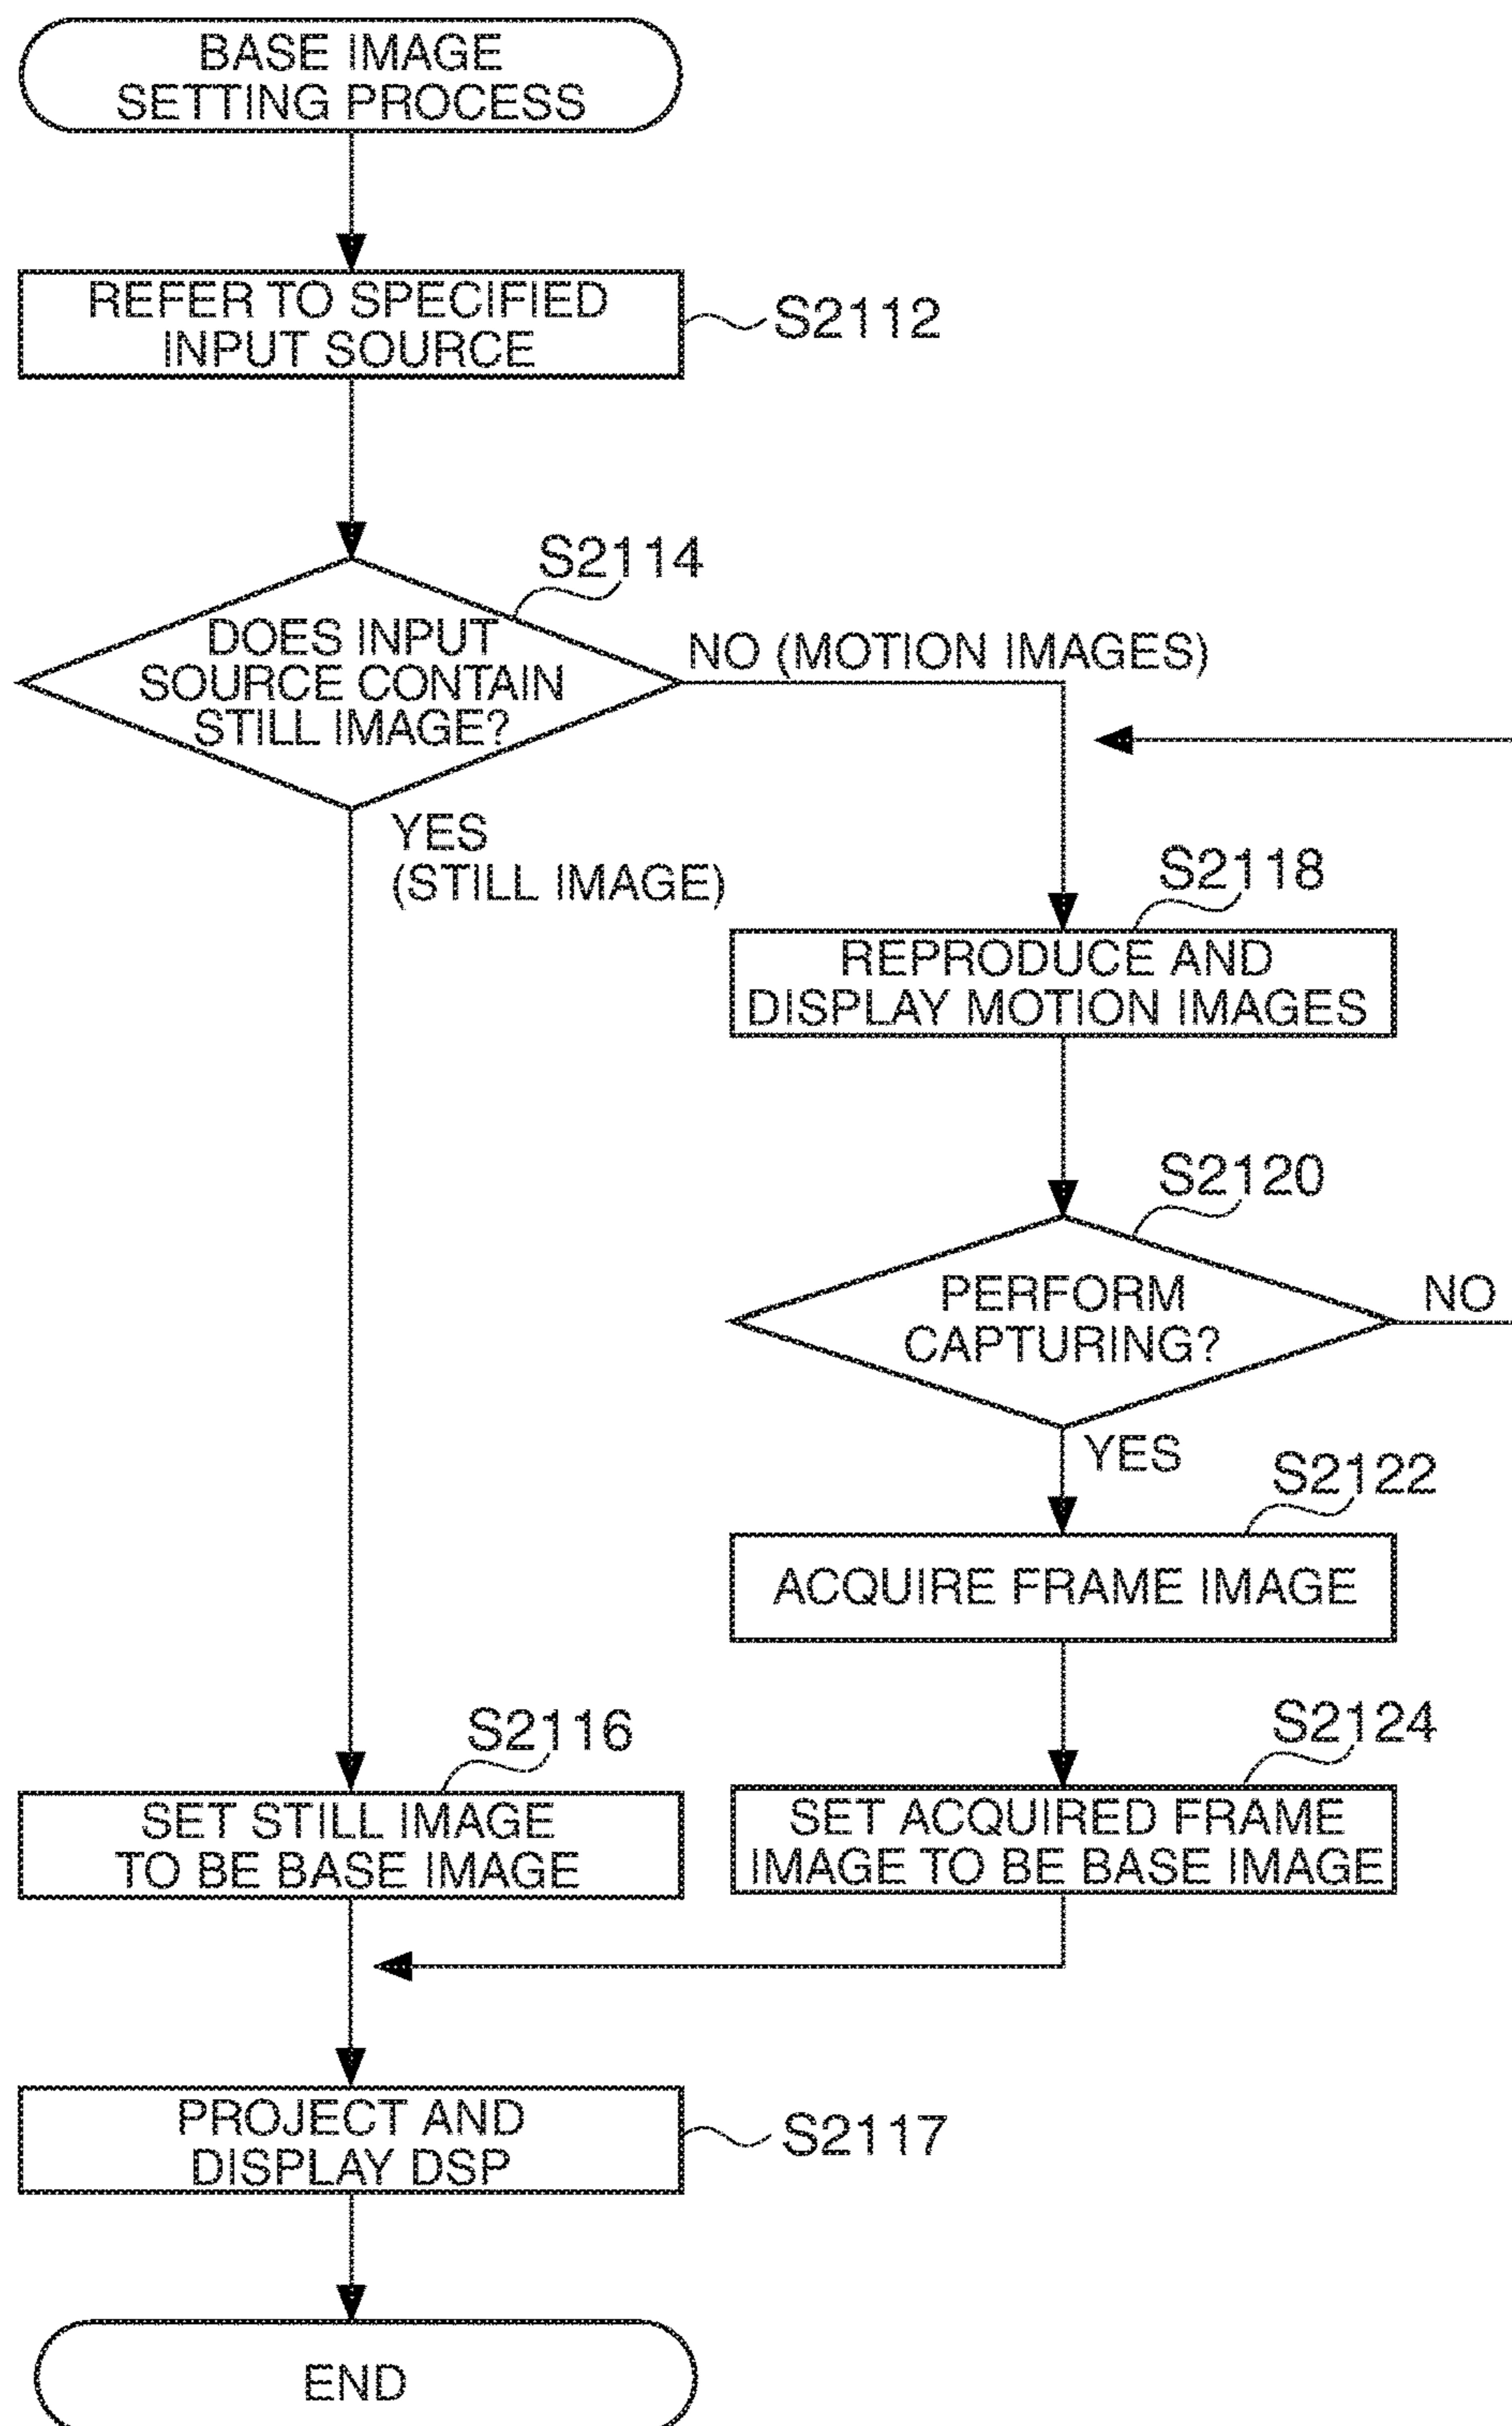 BASE IMAGE
SETTING PROCESS
REFER TO SPECIFIED
INPUT SOURCE
S2112
S2114
DOES INPUT
SOURCE CONTAIN
STILL IMAGE?
NO (MOTION IMAGES)
YES
(STILL IMAGE)
S2118
REPRODUCE AND
DISPLAY MOTION IMAGES
S2120
PERFORM
CAPTURING?
NO
YES
S2122
ACQUIRE FRAME IMAGE
S2116
SET STILL IMAGE
TO BE BASE IMAGE
S2124
SET ACQUIRED FRAME
IMAGE TO BE BASE IMAGE
PROJECT AND
DISPLAY DSP
S2117
END